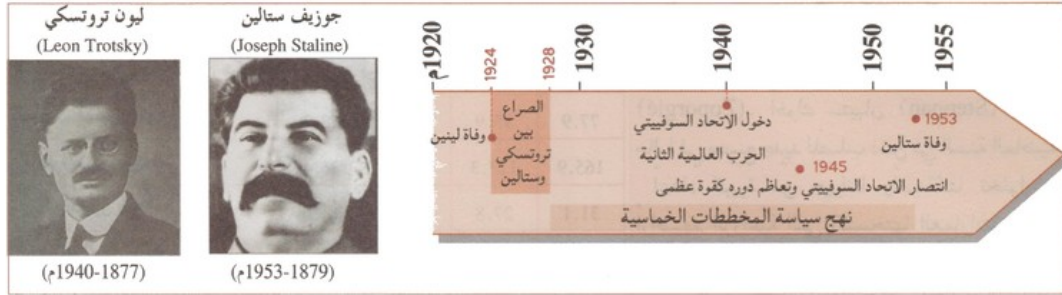 ليون تروتسكي
(Leon Trotsky)
(1877-1940م)
جوزيف ستالين
(Joseph Staline)
(1879-1953م)
1920م
1924
1928
1930
1940
1950
1955
وفاة لينين
الصراع
بين
تروتسكي
وستالين
دخول الاتحاد السوفييتي
الحرب العالمية الثانية
1945
انتصار الاتحاد السوفييتي وتعاظم دوره كقوة عظمى
1953
وفاة ستالين
نهج سياسة المخططات الخماسية